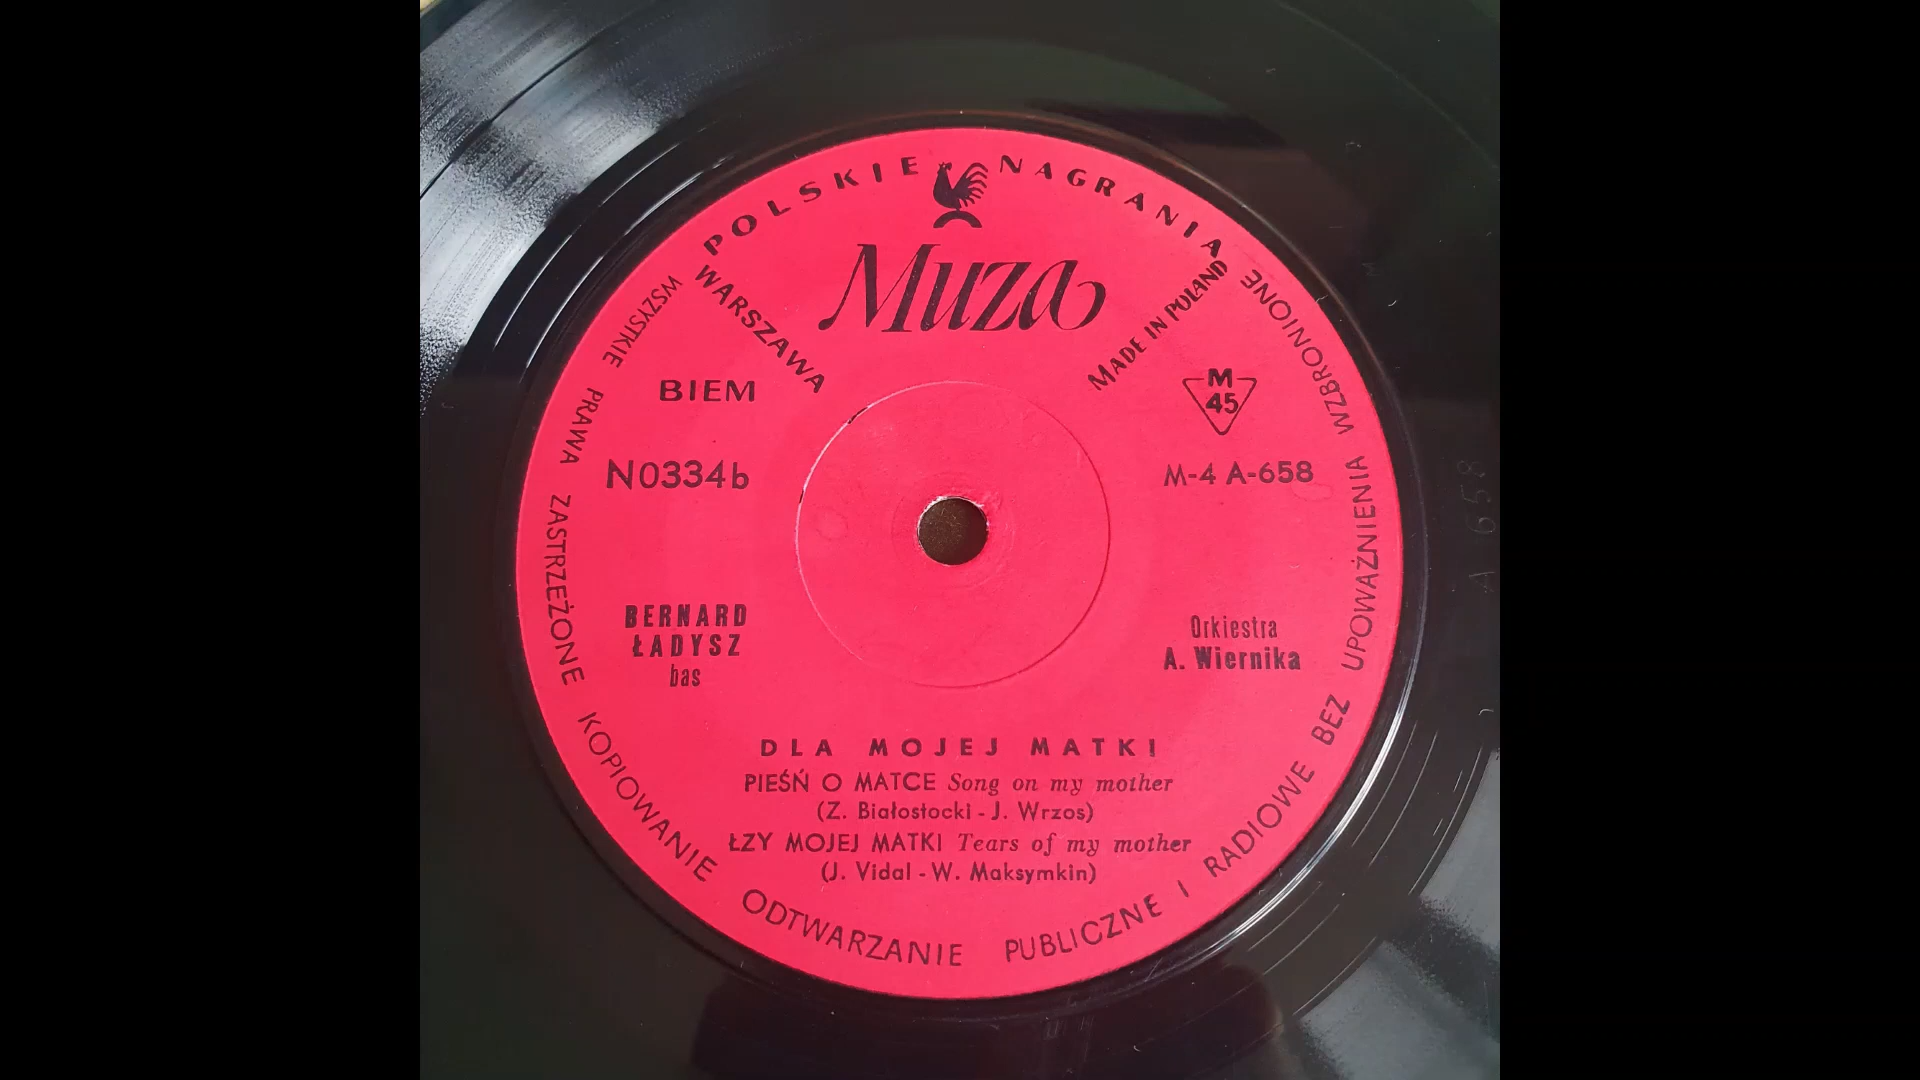 POLSKIE NAGRANIA
Muza
WARSZAWA
MADE IN POLAND
BIEM
M
45
N0334b
M-4 A-658
BERNARD
ŁADYSZ
bas
Orkiestra
A. Wiernika
DLA MOJEJ MATKI
PIEŚŃ O MATCE Song on my mother
(Z. Białostocki - J. Wrzos)
ŁZY MOJEJ MATKI Tears of my mother
(J. Vidal - W. Maksymkin)
WSZYSTKIE PRAWA ZASTRZEŻONE KOPIOWANIE ODTWARZANIE PUBLICZNE I RADIOWE BEZ UPOWAŻNIENIA WZBRONIONE
A 658